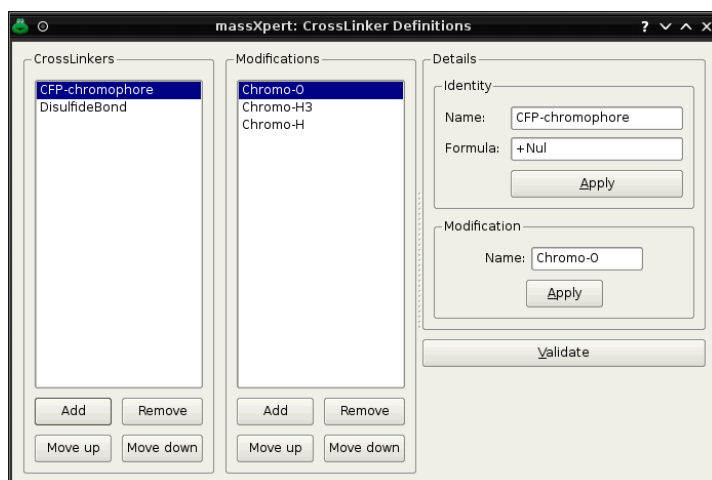 massXpert: CrossLinker Definitions
CrossLinkers
CFP-chromophore
DisulfideBond
Add
Remove
Move up
Move down
Modifications
Chromo-O
Chromo-H3
Chromo-H
Add
Remove
Move up
Move down
Details
Identity
Name: CFP-chromophore
Formula: +Nul
Apply
Modification
Name: Chromo-O
Apply
Validate